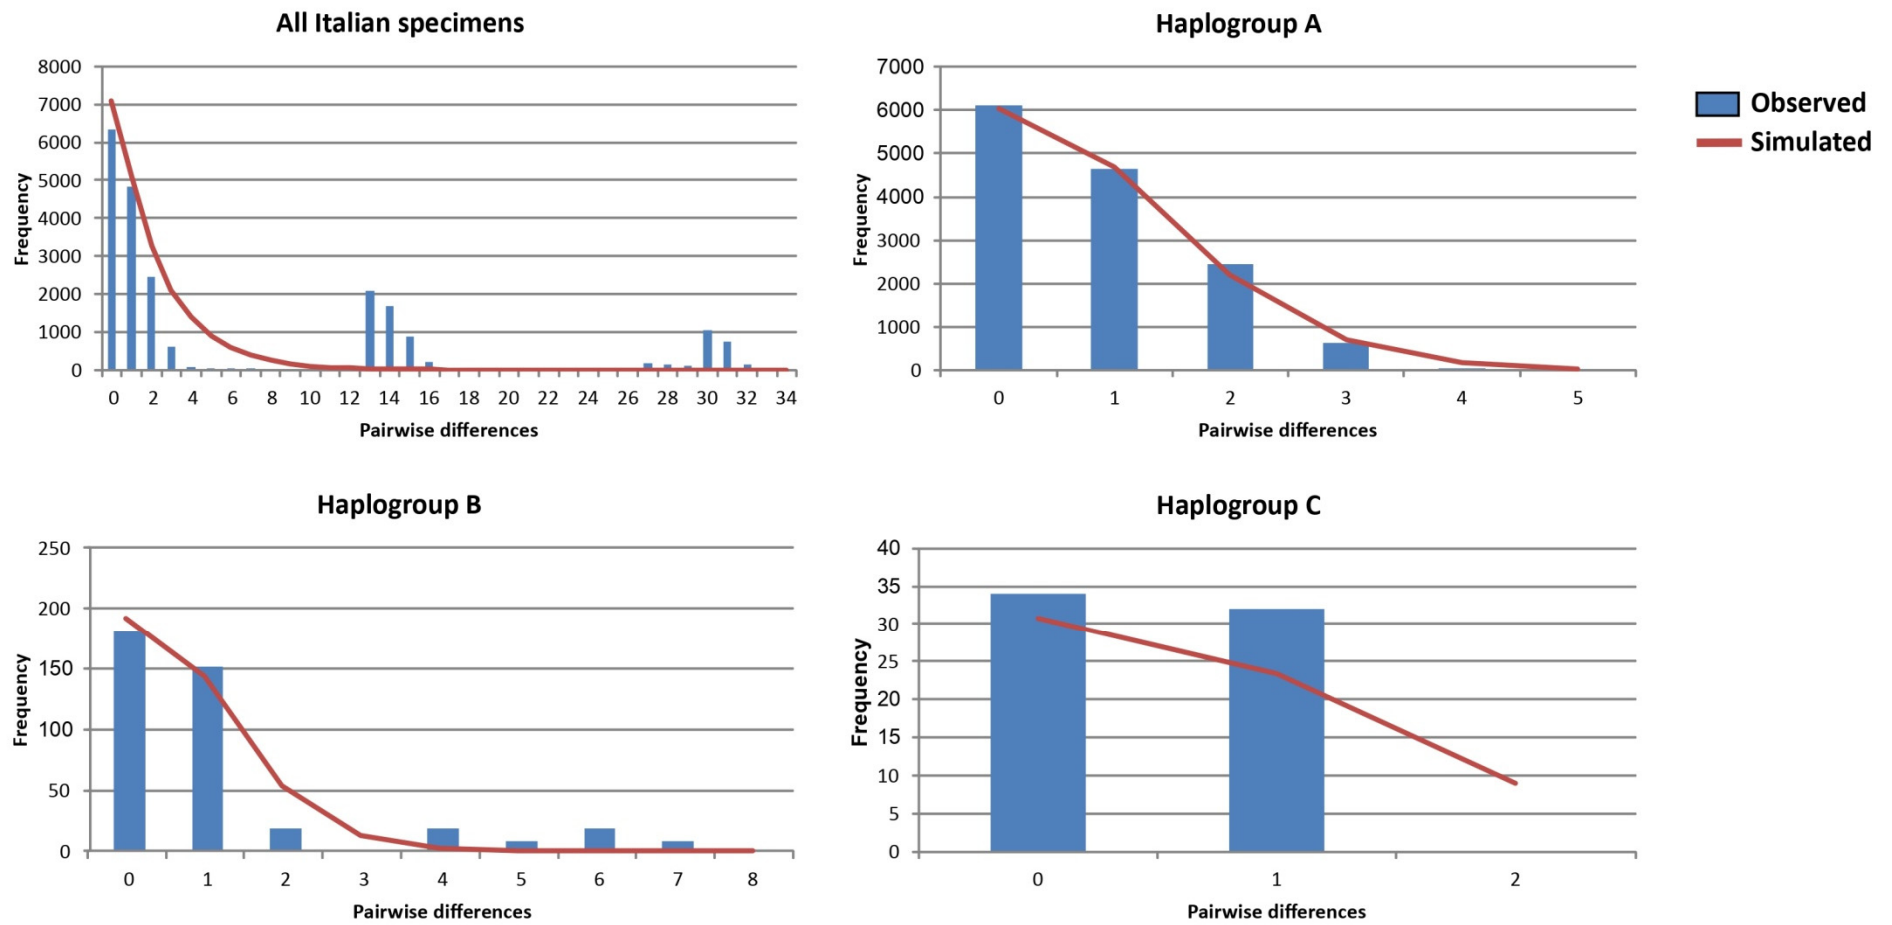 All Italian specimens
8000
7000
6000
5000
4000
3000
2000
1000
0
Frequency
0 2 4 6 8 10 12 14 16 18 20 22 24 26 28 30 32 34
Pairwise differences
Haplogroup A
7000
6000
5000
4000
3000
2000
1000
0
Frequency
0 1 2 3 4 5
Pairwise differences
Observed
Simulated
Haplogroup B
250
200
150
100
50
0
Frequency
0 1 2 3 4 5 6 7 8
Pairwise differences
Haplogroup C
40
35
30
25
20
15
10
5
0
Frequency
0 1 2
Pairwise differences